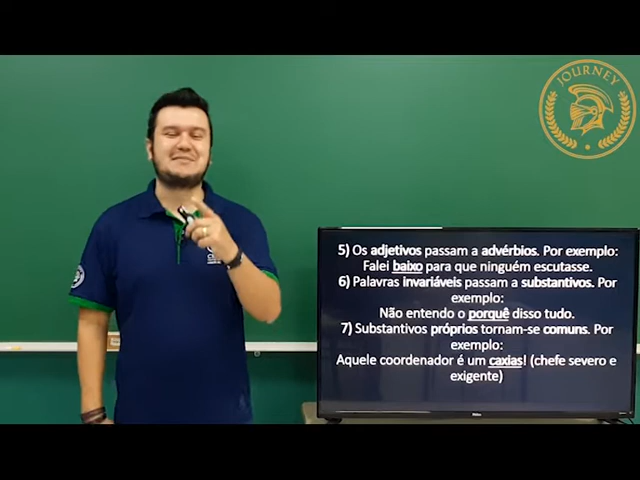 JOURNEY
5) Os adjetivos passam a advérbios. Por exemplo:
Falei baixo para que ninguém escutasse.
6) Palavras invariáveis passam a substantivos. Por
exemplo:
Não entendo o porquê disso tudo.
7) Substantivos próprios tornam-se comuns. Por
exemplo:
Aquele coordenador é um caxias! (chefe severo e
exigente)